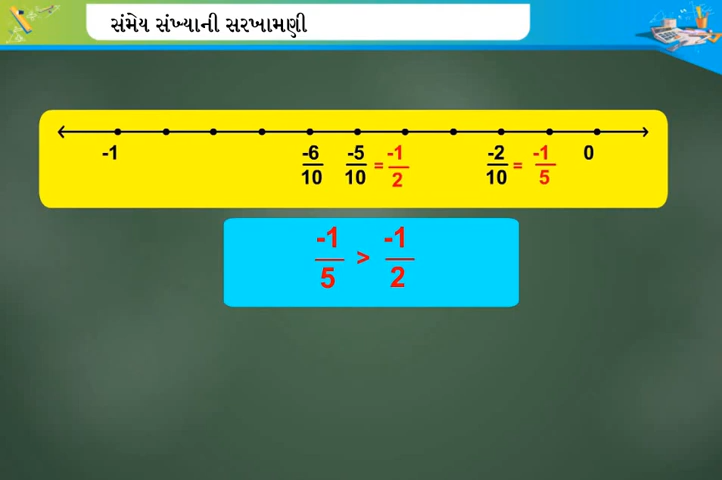 સંમેય સંખ્યાની સરખામણી
-1 -6/10 -5/10 = -1/2 -2/10 = -1/5 0
-1/5 > -1/2